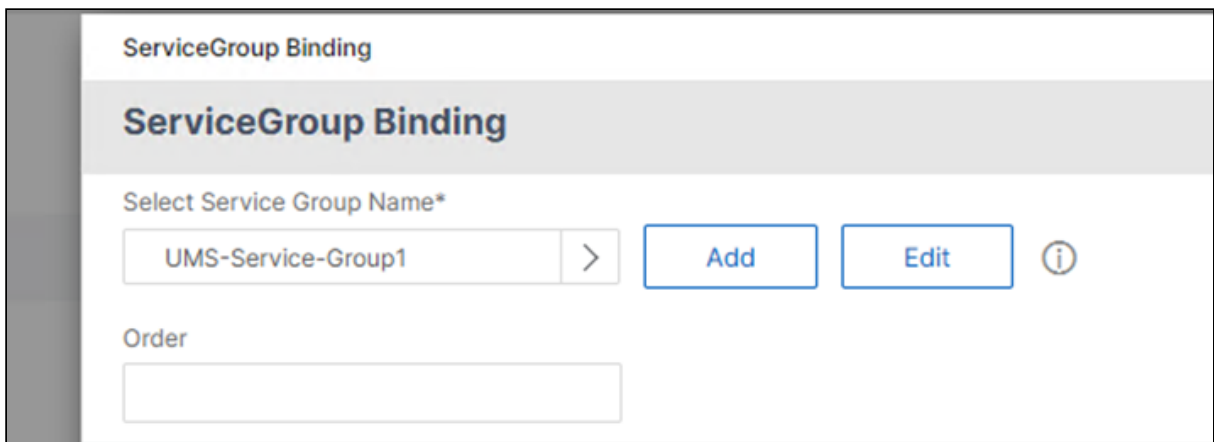 ServiceGroup Binding
ServiceGroup Binding
Select Service Group Name*
UMS-Service-Group1 > Add Edit
Order